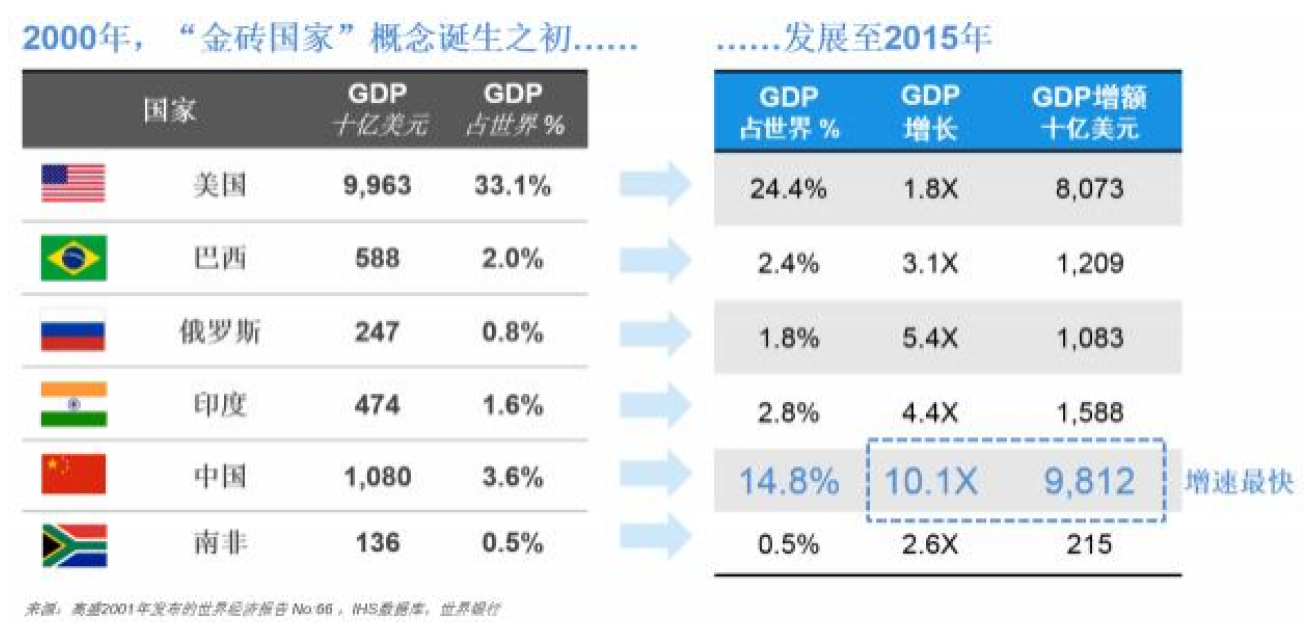 2000年，“金砖国家”概念诞生之初……
……发展至2015年
国家 GDP 十亿美元 GDP 占世界 %
GDP 占世界 % GDP 增长 GDP增额 十亿美元
美国 9,963 33.1% 24.4% 1.8X 8,073
巴西 588 2.0% 2.4% 3.1X 1,209
俄罗斯 247 0.8% 1.8% 5.4X 1,083
印度 474 1.6% 2.8% 4.4X 1,588
中国 1,080 3.6% 14.8% 10.1X 9,812 增速最快
南非 136 0.5% 0.5% 2.6X 215
来源：高盛2001年发布的世界经济报告 No.66，IHS数据库，世界银行